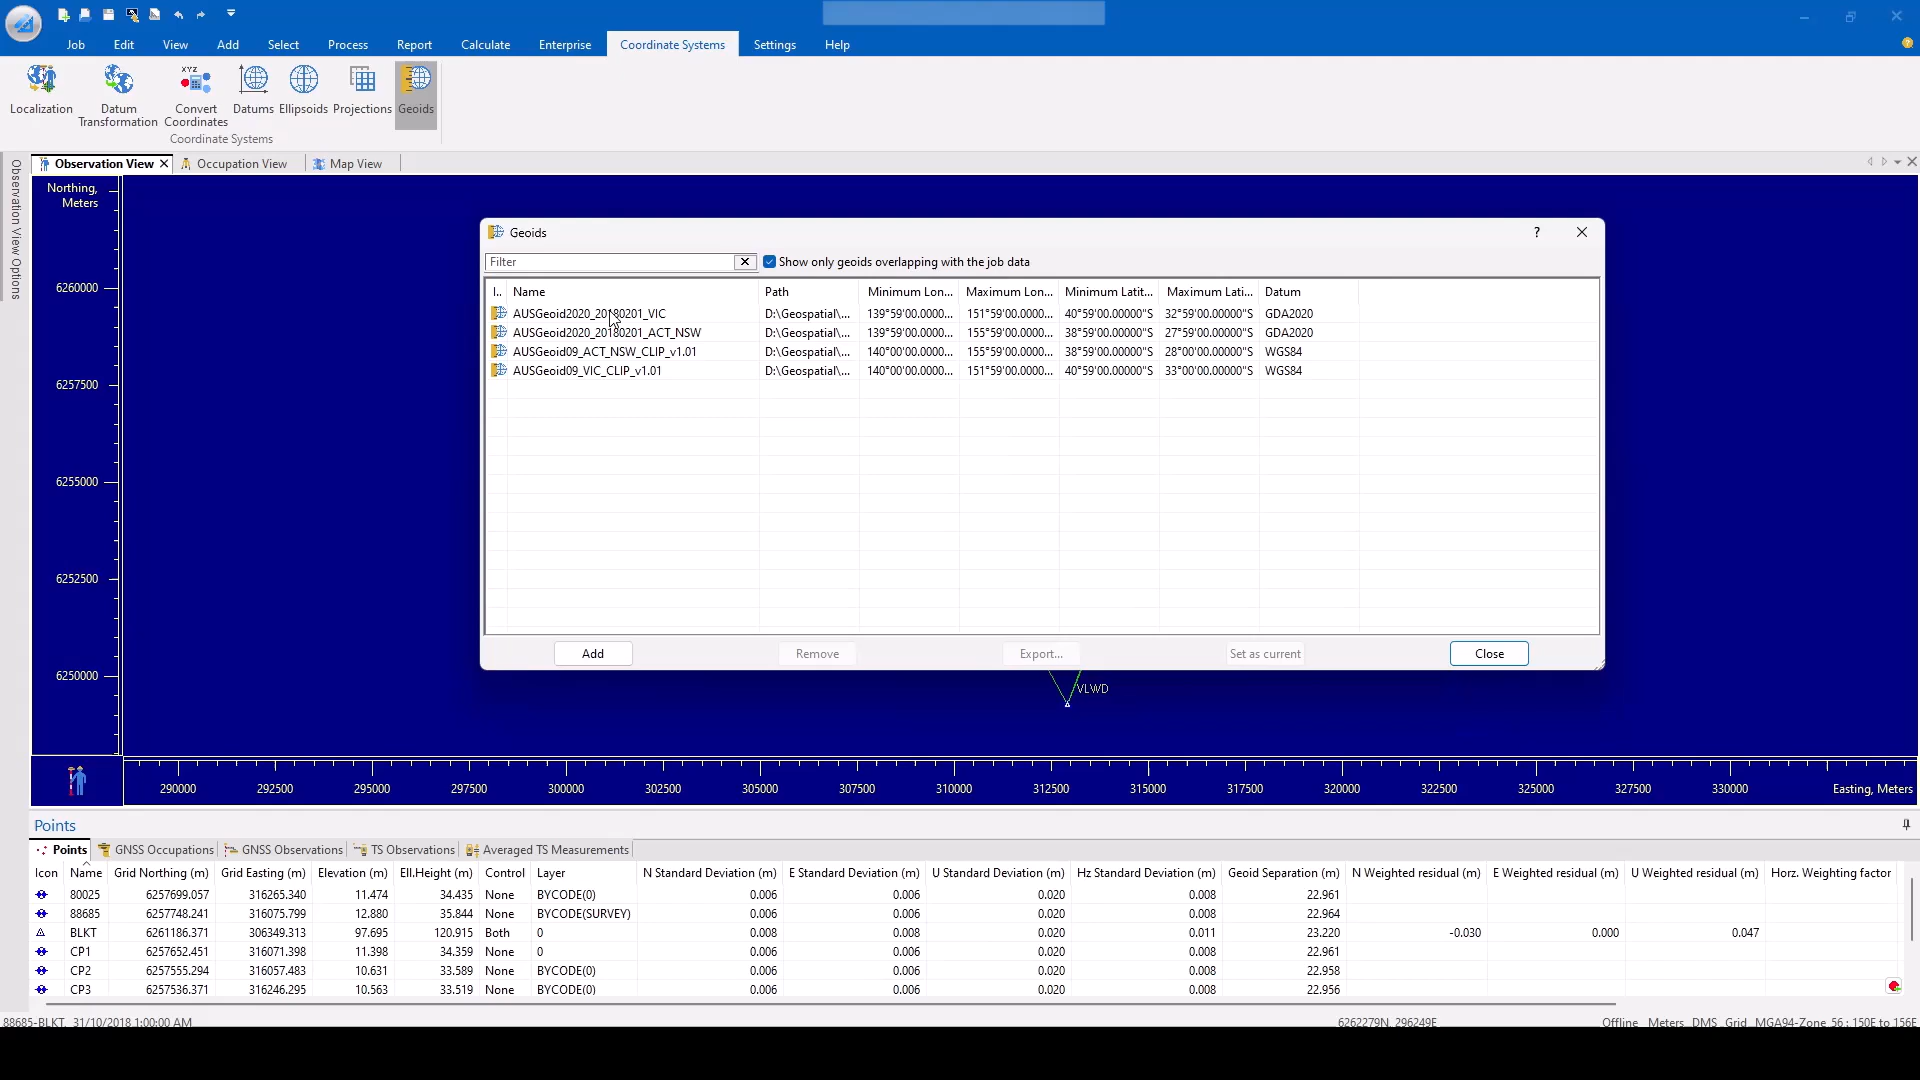 Job Edit View Add Select Process Report Calculate Enterprise Coordinate Systems Settings Help
Localization Datum Transformation XYZ Convert Coordinates Datums Ellipsoids Projections Geoids
Coordinate Systems
Observation View Options
Observation View Occupation View Map View
Northing, Meters
6260000
6257500
6255000
6252500
6250000
Geoids ?
Filter Show only geoids overlapping with the job data
I.. Name Path Minimum Lon... Maximum Lon... Minimum Latit... Maximum Lati... Datum
AUSGeoid2020_20180201_VIC D:\Geospatial\... 139°59'00.0000... 151°59'00.0000... 40°59'00.00000"S 32°59'00.00000"S GDA2020
AUSGeoid2020_20180201_ACT_NSW D:\Geospatial\... 139°59'00.0000... 155°59'00.0000... 38°59'00.00000"S 27°59'00.00000"S GDA2020
AUSGeoid09_ACT_NSW_CLIP_v1.01 D:\Geospatial\... 140°00'00.0000... 155°59'00.0000... 38°59'00.00000"S 28°00'00.00000"S WGS84
AUSGeoid09_VIC_CLIP_v1.01 D:\Geospatial\... 140°00'00.0000... 151°59'00.0000... 40°59'00.00000"S 33°00'00.00000"S WGS84
Add Remove Export... Set as current Close
VLWD
290000 292500 295000 297500 300000 302500 305000 307500 310000 312500 315000 317500 320000 322500 325000 327500 330000 Easting, Meters
Points
Points GNSS Occupations GNSS Observations TS Observations Averaged TS Measurements
Icon Name Grid Northing (m) Grid Easting (m) Elevation (m) Ell.Height (m) Control Layer N Standard Deviation (m) E Standard Deviation (m) U Standard Deviation (m) Hz Standard Deviation (m) Geoid Separation (m) N Weighted residual (m) E Weighted residual (m) U Weighted residual (m) Horz. Weighting factor
80025 6257699.057 316265.340 11.474 34.435 None BYCODE(0) 0.006 0.006 0.020 0.008 22.961
88685 6257748.241 316075.799 12.880 35.844 None BYCODE(SURVEY) 0.006 0.006 0.020 0.008 22.964
BLKT 6261186.371 306349.313 97.695 120.915 Both 0 0.008 0.008 0.020 0.011 23.220 -0.030 0.000 0.047
CP1 6257652.451 316071.398 11.398 34.359 None 0 0.006 0.006 0.020 0.008 22.961
CP2 6257555.294 316057.483 10.631 33.589 None BYCODE(0) 0.006 0.006 0.020 0.008 22.958
CP3 6257536.371 316246.295 10.563 33.519 None BYCODE(0) 0.006 0.006 0.020 0.008 22.956
88685-BLKT, 31/10/2018 1:00:00 AM 6262279N, 296249E Offline Meters DMS Grid MGA94-Zone 56 : 150E to 156E